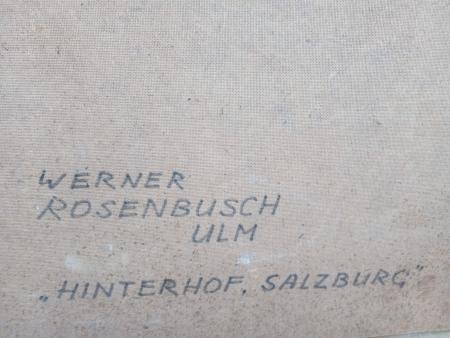 WERNER
ROSENBUSCH
ULM
„HINTERHOF, SALZBURG"